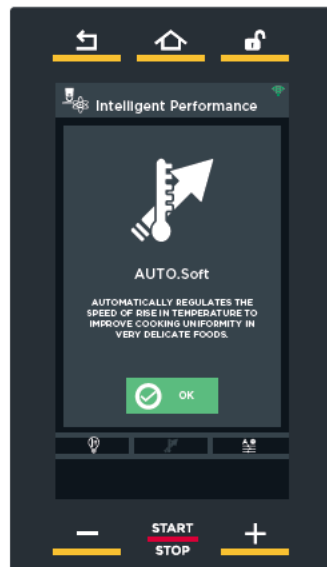 Intelligent Performance
AUTO.Soft
AUTOMATICALLY REGULATES THE
SPEED OF RISE IN TEMPERATURE TO
IMPROVE COOKING UNIFORMITY IN
VERY DELICATE FOODS.
OK
START
STOP